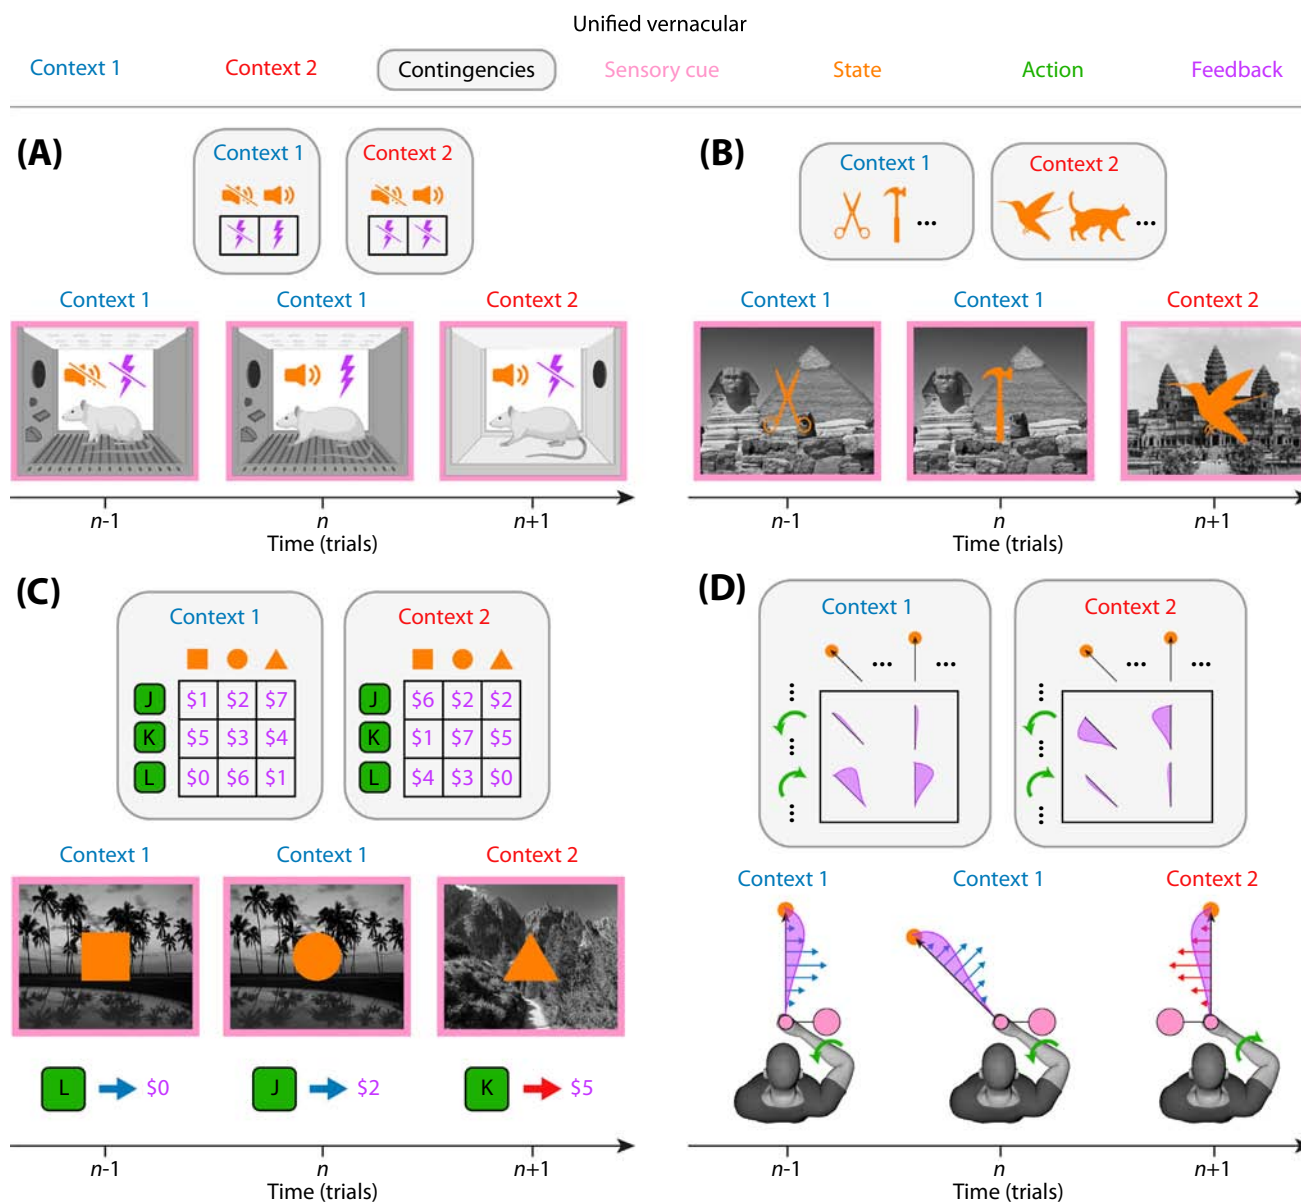 Unified vernacular
Context 1 Context 2 Contingencies Sensory cue State Action Feedback
(A)
Context 1 Context 2
Context 1 Context 1 Context 2
n-1 n n+1
Time (trials)
(B)
Context 1 Context 2
... ...
Context 1 Context 1 Context 2
n-1 n n+1
Time (trials)
(C)
Context 1 Context 2
J $1 $2 $7 J $6 $2 $2
K $5 $3 $4 K $1 $7 $5
L $0 $6 $1 L $4 $3 $0
Context 1 Context 1 Context 2
L $0 J $2 K $5
n-1 n n+1
Time (trials)
(D)
Context 1 Context 2
... ... ... ...
Context 1 Context 1 Context 2
n-1 n n+1
Time (trials)